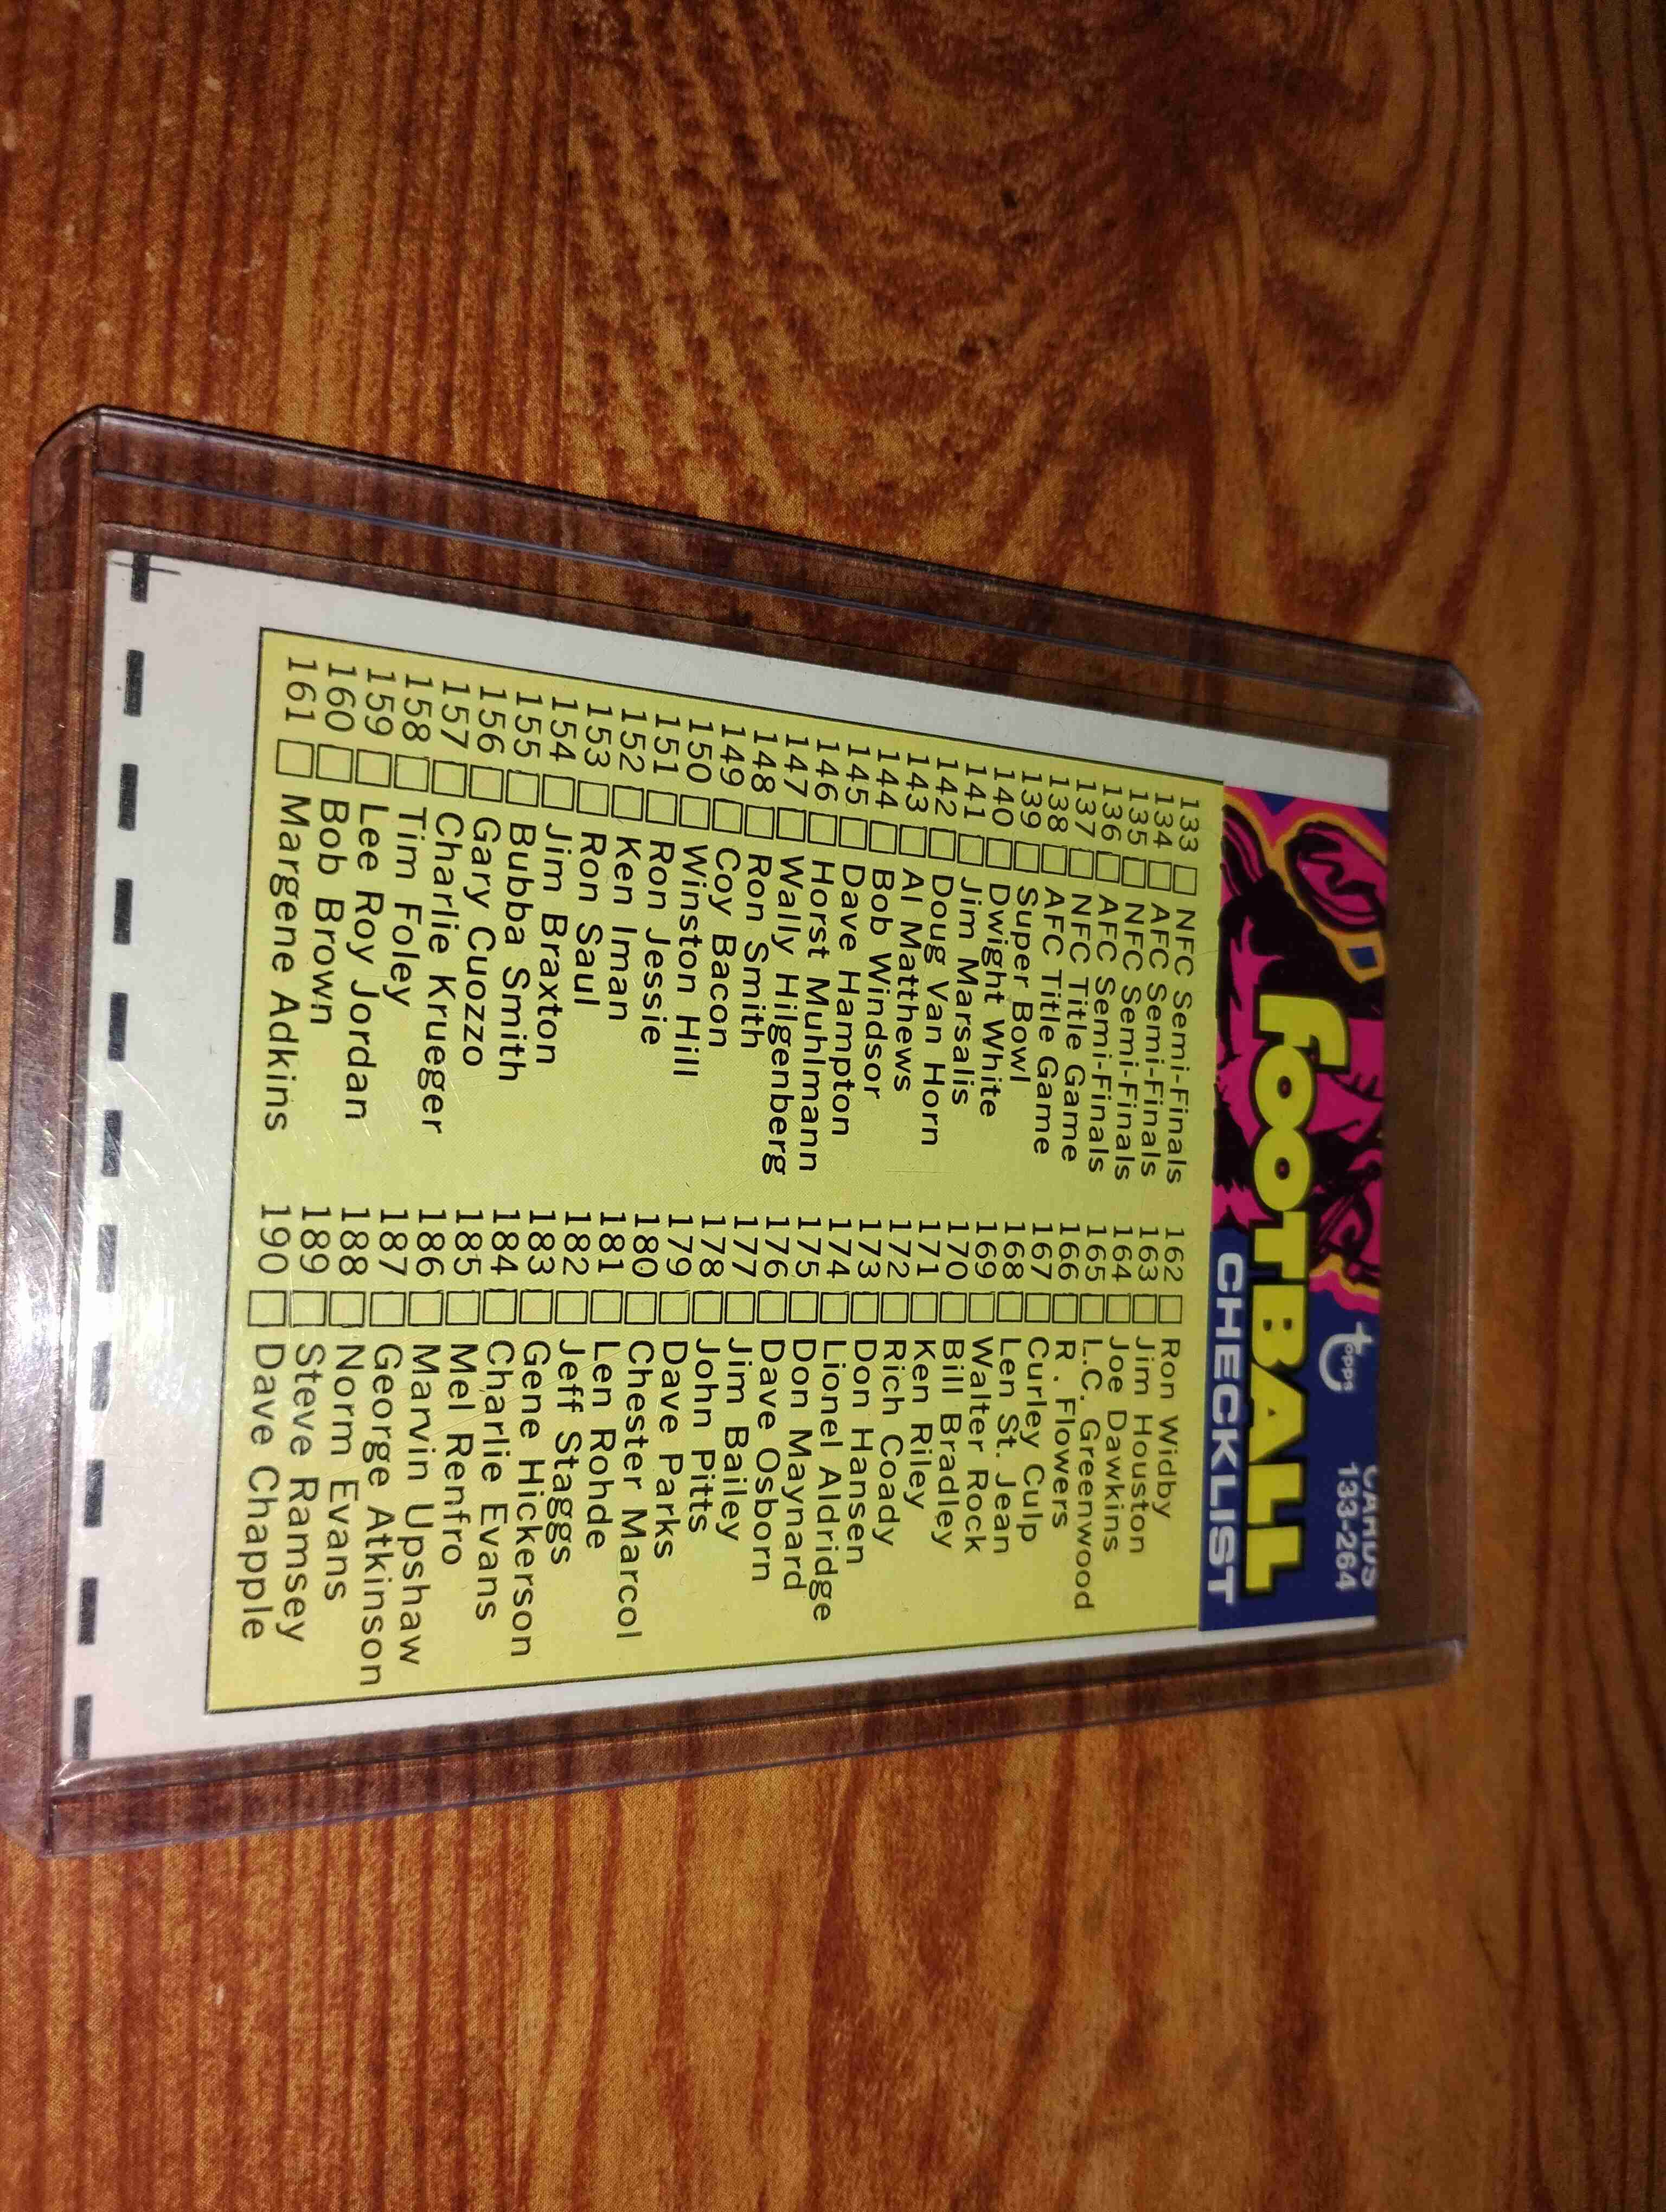 topps
CARDS
133-264
FOOTBALL
CHECKLIST
133 NFC Semi-Finals
134 AFC Semi-Finals
135 NFC Semi-Finals
136 AFC Semi-Finals
137 NFC Title Game
138 AFC Title Game
139 Super Bowl
140 Dwight White
141 Jim Marsalis
142 Doug Van Horn
143 Al Matthews
144 Bob Windsor
145 Dave Hampton
146 Horst Muhlmann
147 Wally Hilgenberg
148 Ron Smith
149 Coy Bacon
150 Winston Hill
151 Ron Jessie
152 Ken Iman
153 Ron Saul
154 Jim Braxton
155 Bubba Smith
156 Gary Cuozzo
157 Charlie Krueger
158 Tim Foley
159 Lee Roy Jordan
160 Bob Brown
161 Margene Adkins
162 Ron Widby
163 Jim Houston
164 Joe Dawkins
165 L.C. Greenwood
166 R. Flowers
167 Curley Culp
168 Len St. Jean
169 Walter Rock
170 Bill Bradley
171 Ken Riley
172 Rich Coady
173 Don Hansen
174 Lionel Aldridge
175 Don Maynard
176 Dave Osborn
177 Jim Bailey
178 John Pitts
179 Dave Parks
180 Chester Marcol
181 Len Rohde
182 Jeff Staggs
183 Gene Hickerson
184 Charlie Evans
185 Mel Renfro
186 Marvin Upshaw
187 George Atkinson
188 Norm Evans
189 Steve Ramsey
190 Dave Chapple